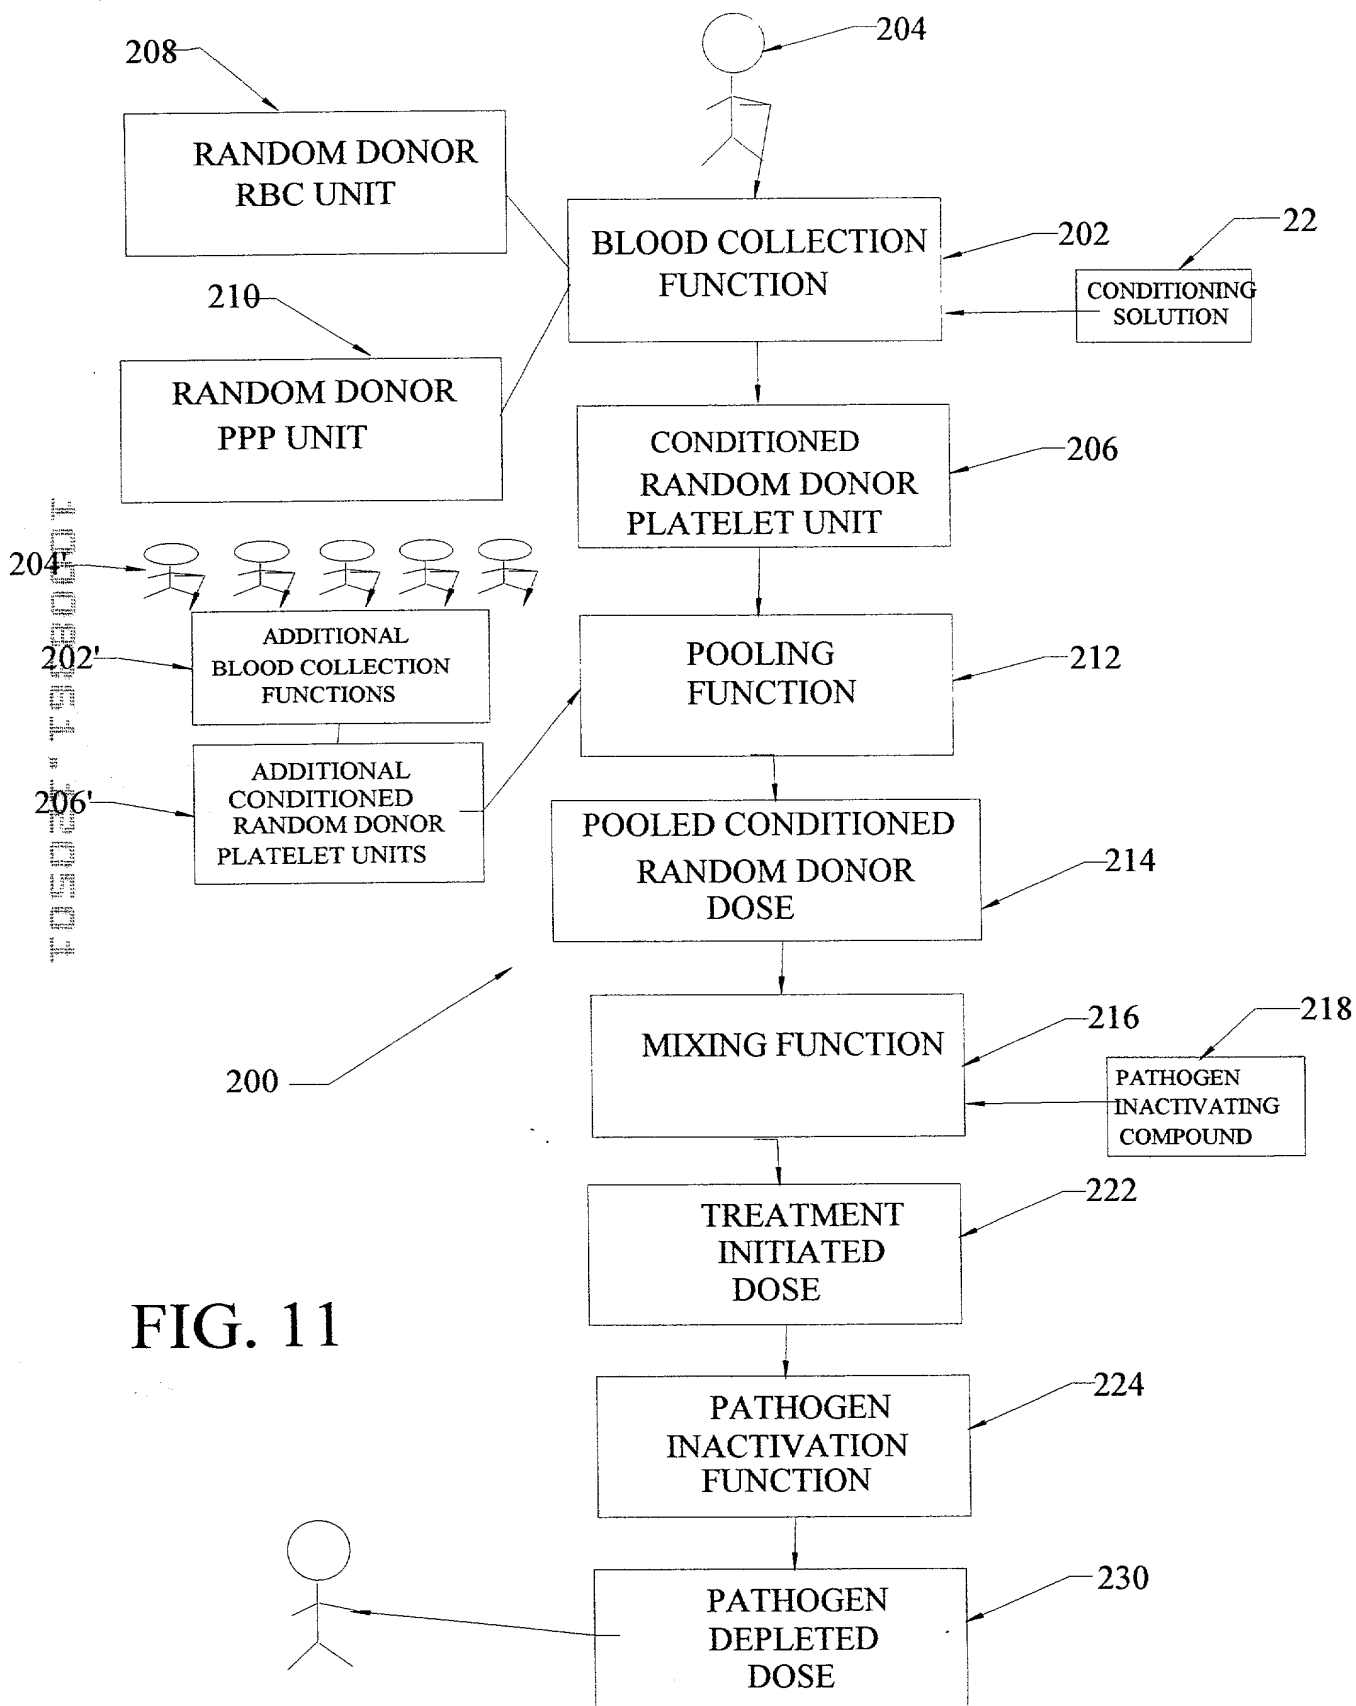 204
208
RANDOM DONOR
RBC UNIT
BLOOD COLLECTION
FUNCTION
202
22
CONDITIONING
SOLUTION
210
RANDOM DONOR
PPP UNIT
CONDITIONED
RANDOM DONOR
PLATELET UNIT
206
204'
202'
ADDITIONAL
BLOOD COLLECTION
FUNCTIONS
POOLING
FUNCTION
212
206'
ADDITIONAL
CONDITIONED
RANDOM DONOR
PLATELET UNITS
POOLED CONDITIONED
RANDOM DONOR
DOSE
214
200
MIXING FUNCTION
216
218
PATHOGEN
INACTIVATING
COMPOUND
TREATMENT
INITIATED
DOSE
222
FIG. 11
PATHOGEN
INACTIVATION
FUNCTION
224
PATHOGEN
DEPLETED
DOSE
230